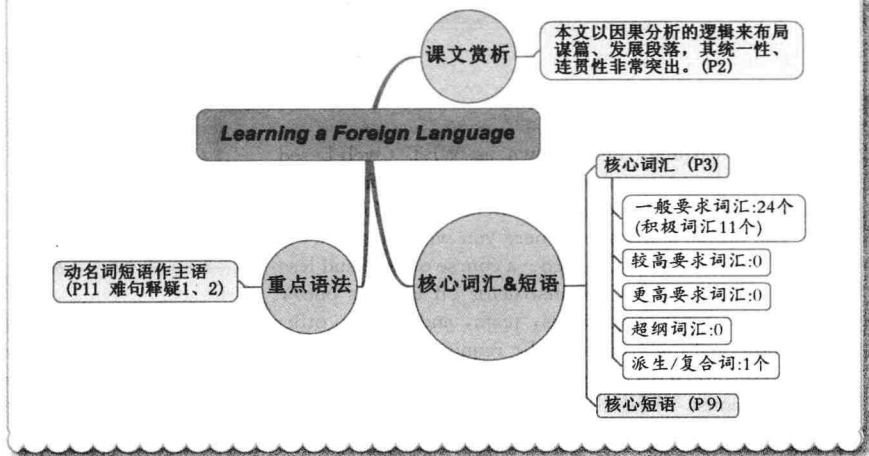 课文赏析
本文以因果分析的逻辑来布局
谋篇、发展段落，其统一性、
连贯性非常突出。(P2)
Learning a Foreign Language
核心词汇 (P3)
一般要求词汇:24个
(积极词汇11个)
较高要求词汇:0
更高要求词汇:0
超纲词汇:0
派生/复合词:1个
核心词汇&短语
核心短语 (P9)
重点语法
动名词短语作主语
(P11 难句释疑1、2)